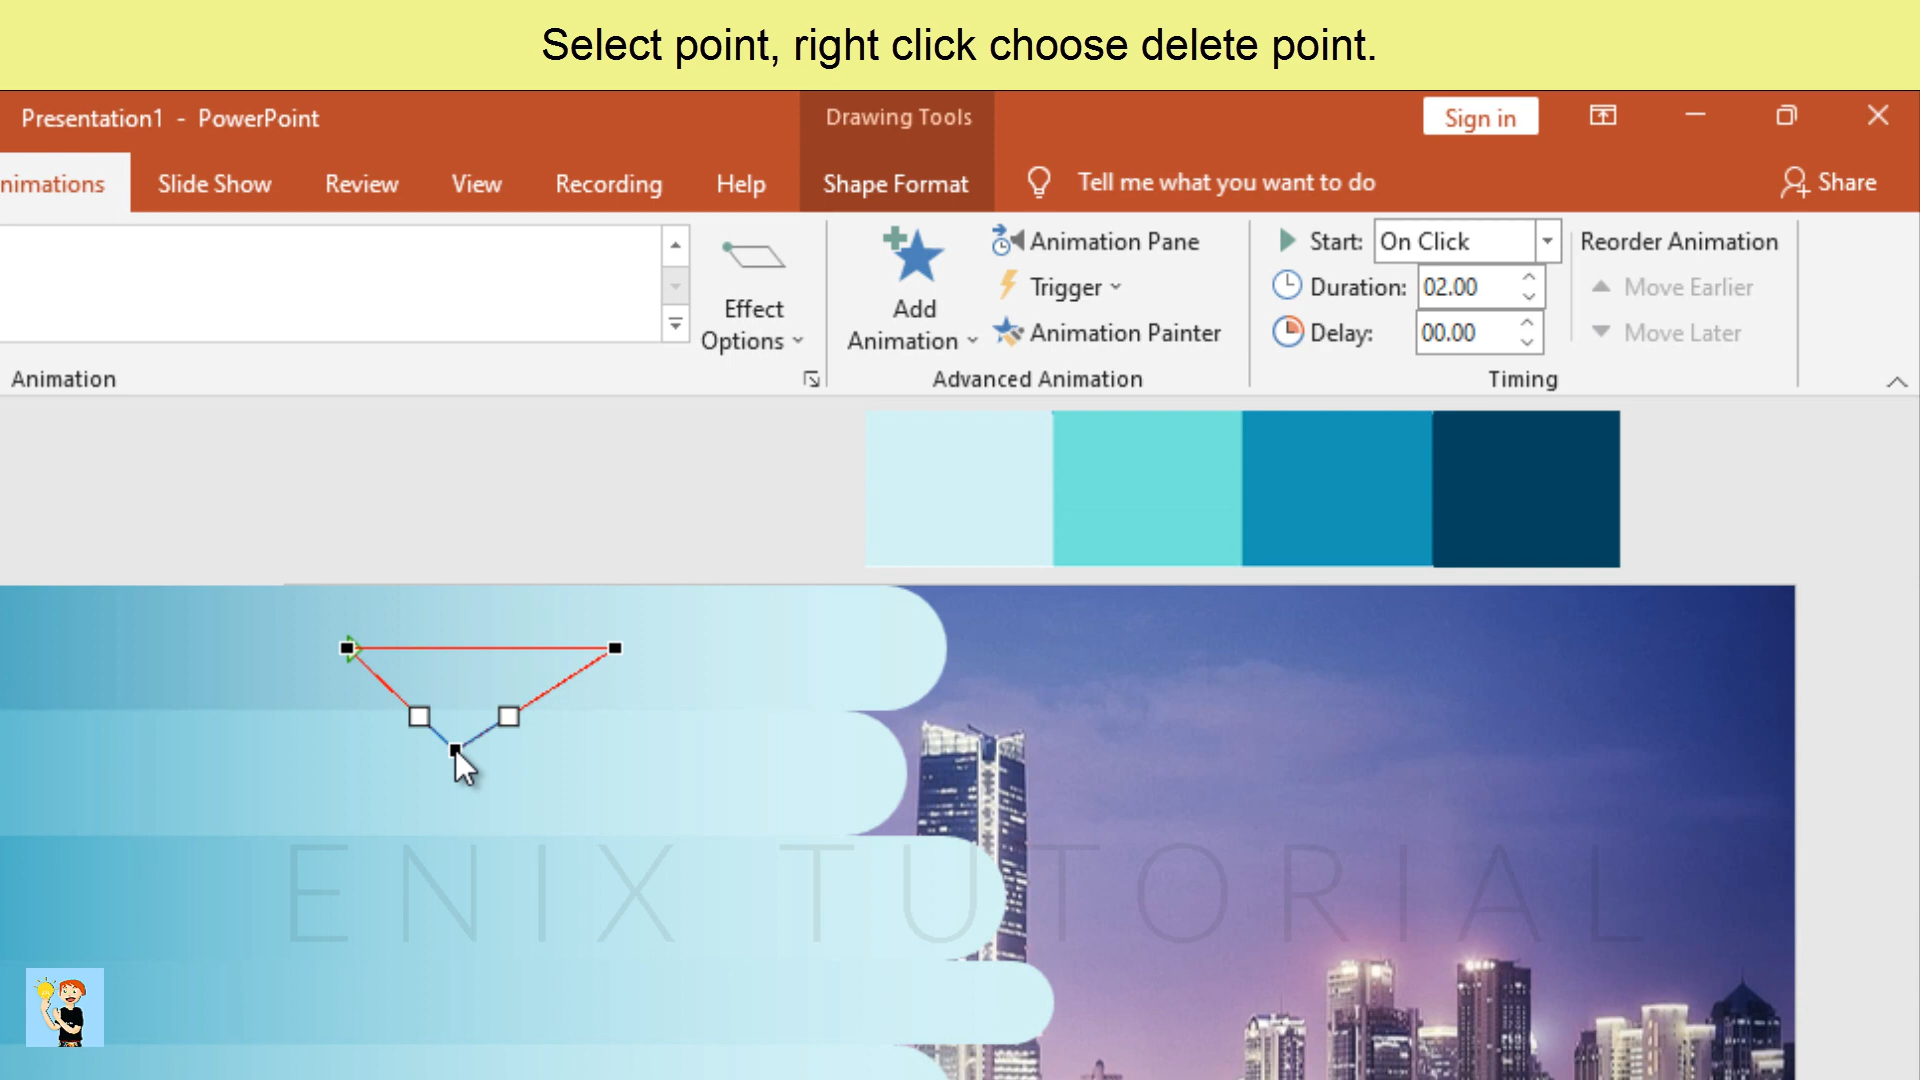 Select point, right click choose delete point.
Presentation1 - PowerPoint
Drawing Tools
Sign in
nimations
Slide Show
Review
View
Recording
Help
Shape Format
Tell me what you want to do
Share
Effect
Options
Add
Animation
Animation Pane
Trigger
Animation Painter
Start: On Click
Duration: 02.00
Delay: 00.00
Reorder Animation
Move Earlier
Move Later
Animation
Advanced Animation
Timing
ENIX TUTORIAL